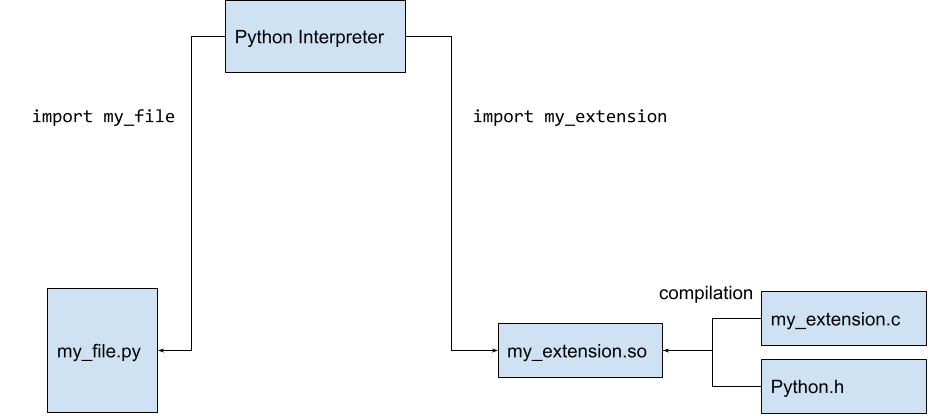 Python Interpreter
import my_file
import my_extension
compilation
my_extension.c
my_file.py
my_extension.so
Python.h